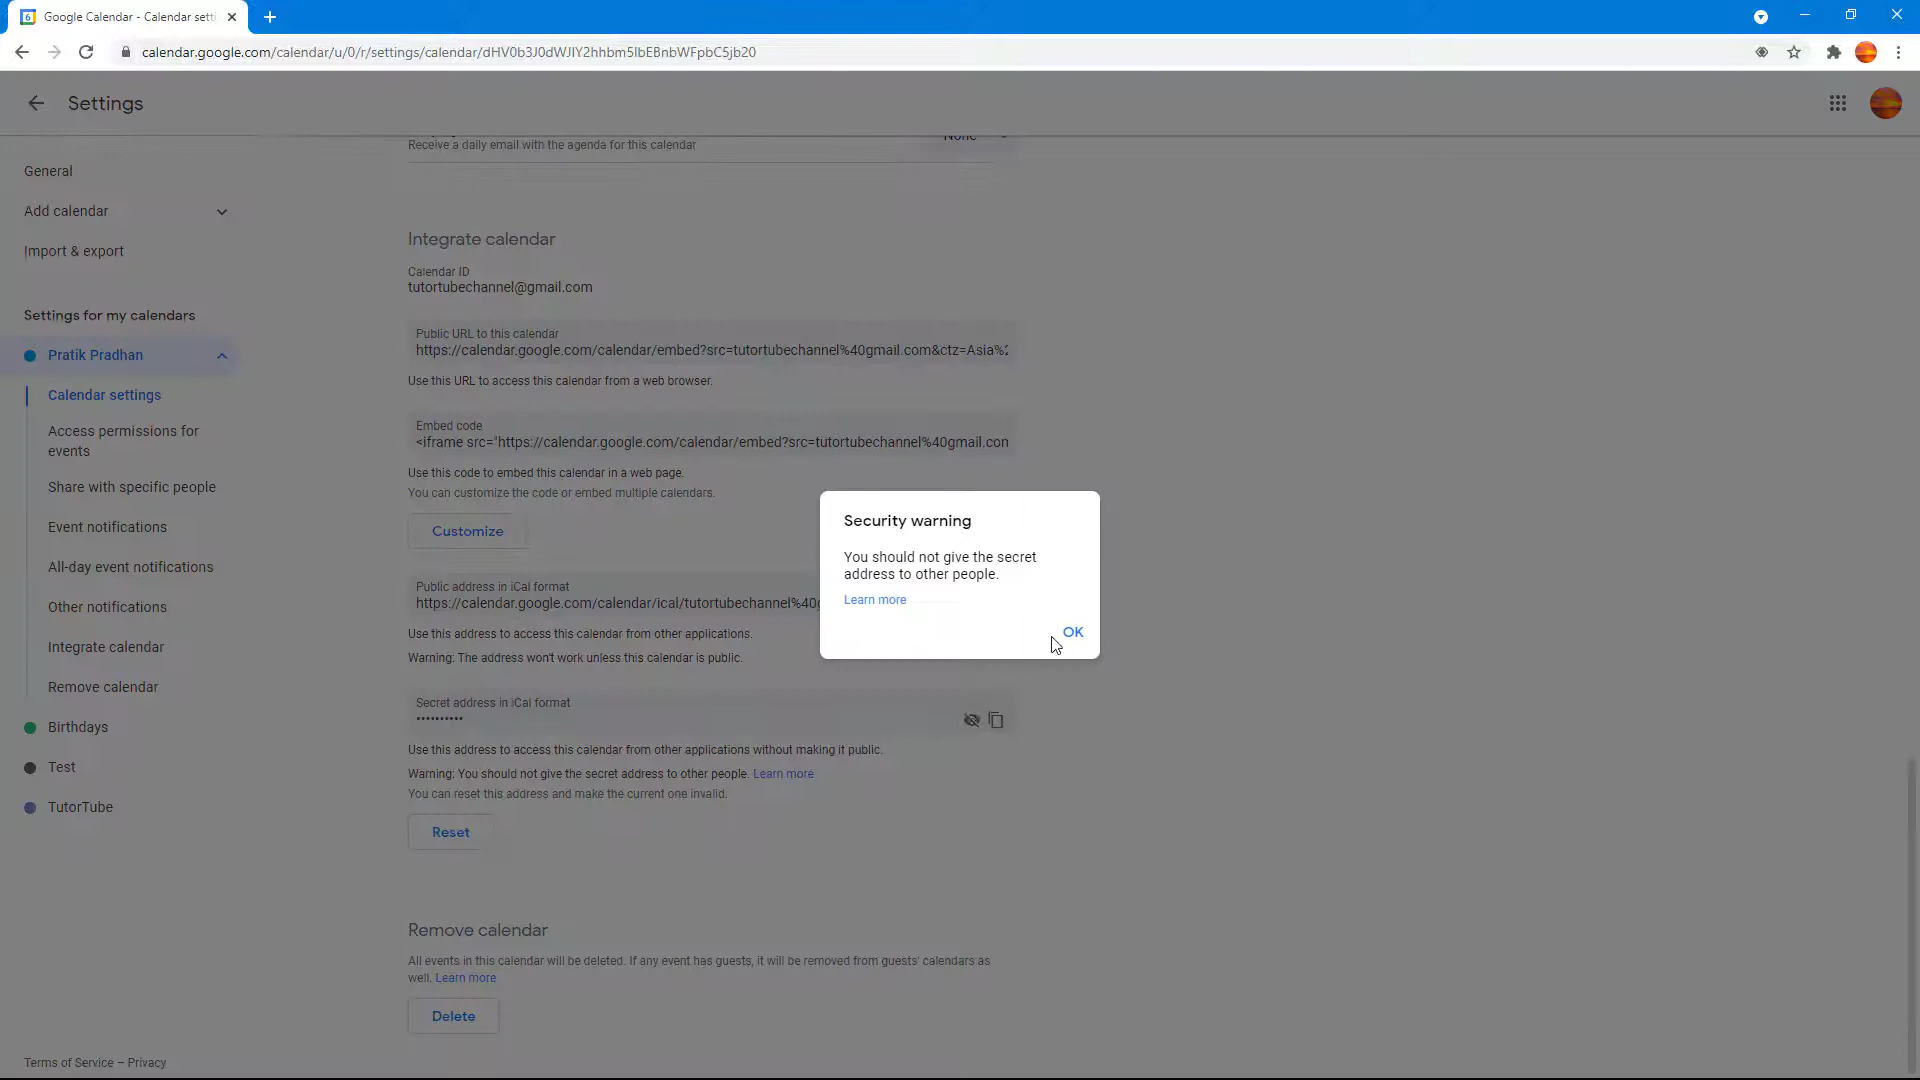 Google Calendar - Calendar setti
calendar.google.com/calendar/u/0/r/settings/calendar/dHV0b3J0dWJlY2hhbm5lbEBnbWFpbC5jb20
Settings
None
Receive a daily email with the agenda for this calendar
General
Add calendar
Import & export
Settings for my calendars
Pratik Pradhan
Calendar settings
Access permissions for
events
Share with specific people
Event notifications
All-day event notifications
Other notifications
Integrate calendar
Remove calendar
Birthdays
Test
TutorTube
Integrate calendar
Calendar ID
tutortubechannel@gmail.com
Public URL to this calendar
https://calendar.google.com/calendar/embed?src=tutortubechannel%40gmail.com&ctz=Asia%2
Use this URL to access this calendar from a web browser.
Embed code
<iframe src="https://calendar.google.com/calendar/embed?src=tutortubechannel%40gmail.con
Use this code to embed this calendar in a web page.
You can customize the code or embed multiple calendars.
Customize
Public address in iCal format
https://calendar.google.com/calendar/ical/tutortubechannel%40g
Use this address to access this calendar from other applications.
Warning: The address won't work unless this calendar is public.
Secret address in iCal format
••••••••••
Use this address to access this calendar from other applications without making it public.
Warning: You should not give the secret address to other people. Learn more
You can reset this address and make the current one invalid.
Reset
Remove calendar
All events in this calendar will be deleted. If any event has guests, it will be removed from guests' calendars as
well. Learn more
Delete
Security warning
You should not give the secret
address to other people.
Learn more
OK
Terms of Service – Privacy